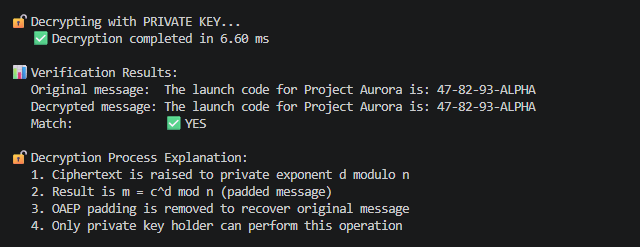 🔓 Decrypting with PRIVATE KEY...
✅ Decryption completed in 6.60 ms
📊 Verification Results:
Original message:  The launch code for Project Aurora is: 47-82-93-ALPHA
Decrypted message: The launch code for Project Aurora is: 47-82-93-ALPHA
Match:             ✅ YES
🔓 Decryption Process Explanation:
1. Ciphertext is raised to private exponent d modulo n
2. Result is m = c^d mod n (padded message)
3. OAEP padding is removed to recover original message
4. Only private key holder can perform this operation